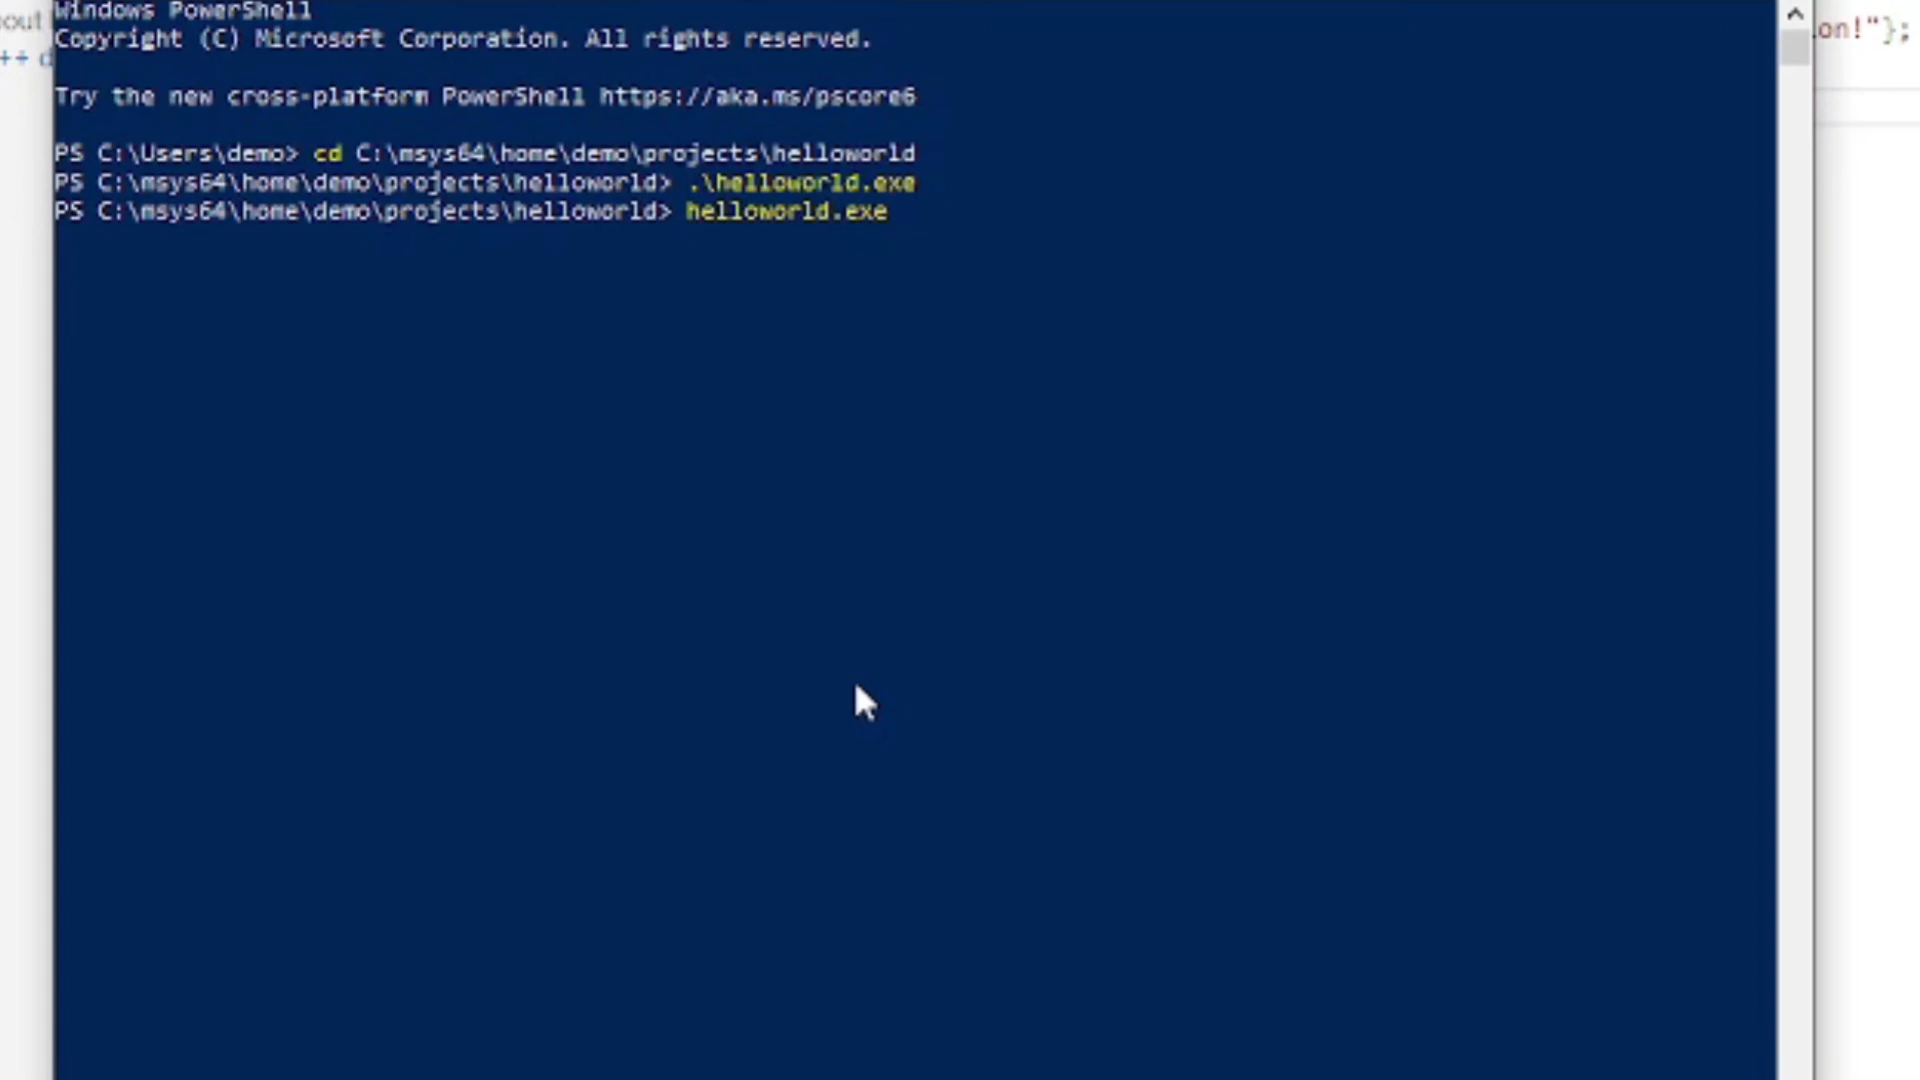 Windows PowerShell
Copyright (C) Microsoft Corporation. All rights reserved.
Try the new cross-platform PowerShell https://aka.ms/pscore6
PS C:\Users\demo> cd C:\msys64\home\demo\projects\helloworld
PS C:\msys64\home\demo\projects\helloworld> .\helloworld.exe
PS C:\msys64\home\demo\projects\helloworld> helloworld.exe
out
++ d
on!"};